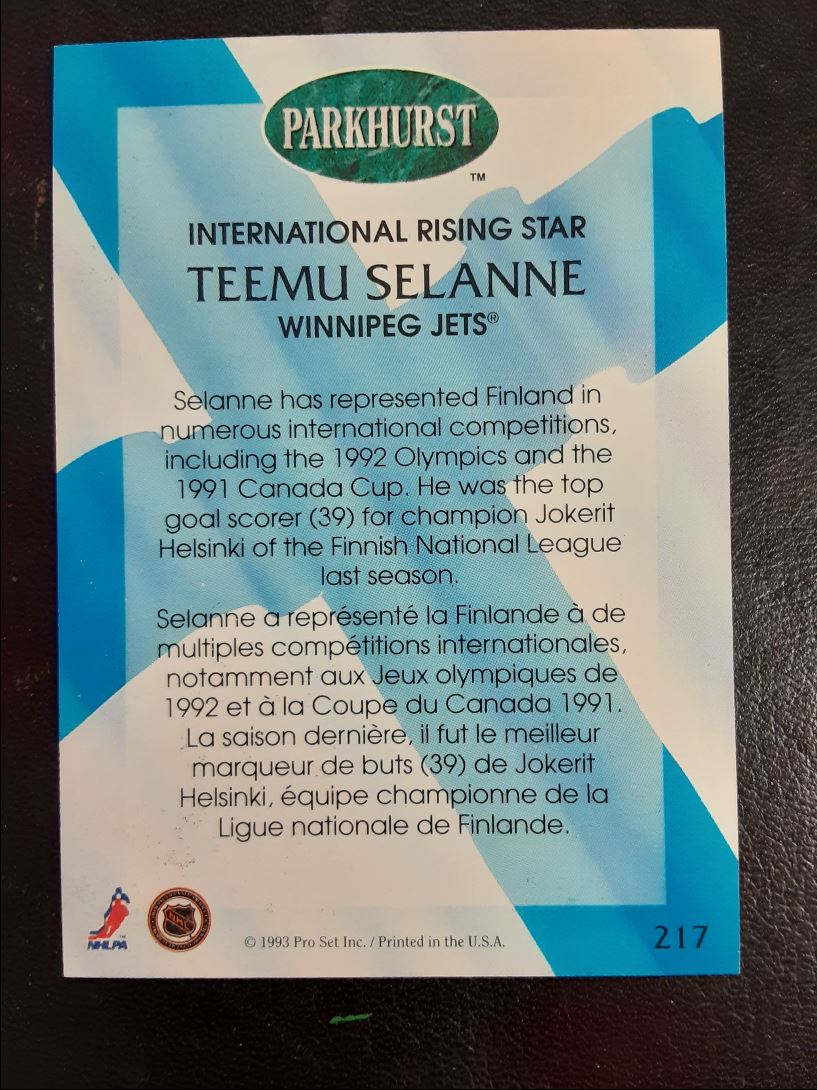 PARKHURST
TM
INTERNATIONAL RISING STAR
TEEMU SELANNE
WINNIPEG JETS®
Selanne has represented Finland in
numerous international competitions,
including the 1992 Olympics and the
1991 Canada Cup. He was the top
goal scorer (39) for champion Jokerit
Helsinki of the Finnish National League
last season.
Selanne a représenté la Finlande à de
multiples compétitions internationales,
notamment aux Jeux olympiques de
1992 et à la Coupe du Canada 1991.
La saison dernière, il fut le meilleur
marqueur de buts (39) de Jokerit
Helsinki, équipe championne de la
Ligue nationale de Finlande.
NHLPA
NHL
© 1993 Pro Set Inc. / Printed in the U.S.A.
217